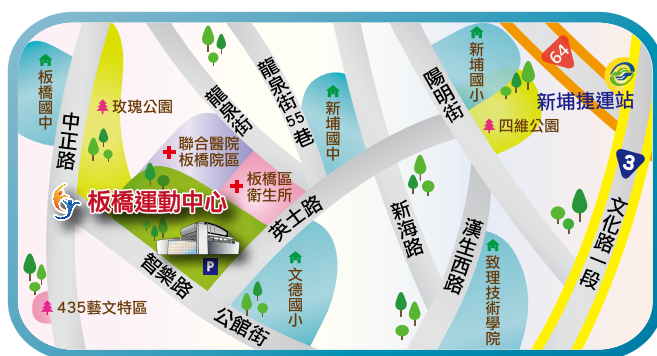 板橋國中
中正路
玫瑰公園
龍泉街
龍泉街55巷
新埔國中
陽明街
新埔國小
64
新埔捷運站
四維公園
3
聯合醫院
板橋院區
板橋區
衛生所
板橋運動中心
P
英士路
新海路
漢生西路
文化路一段
智樂路
文德國小
致理技術學院
435藝文特區
公館街